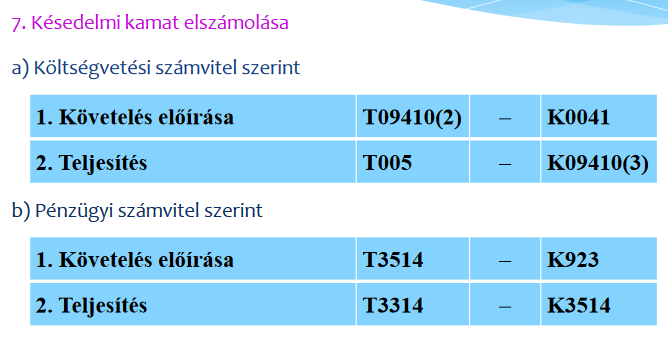 7. Késedelmi kamat elszámolása
a) Költségvetési számvitel szerint
1. Követelés előírása T09410(2) – K0041
2. Teljesítés T005 – K09410(3)
b) Pénzügyi számvitel szerint
1. Követelés előírása T3514 – K923
2. Teljesítés T3314 – K3514